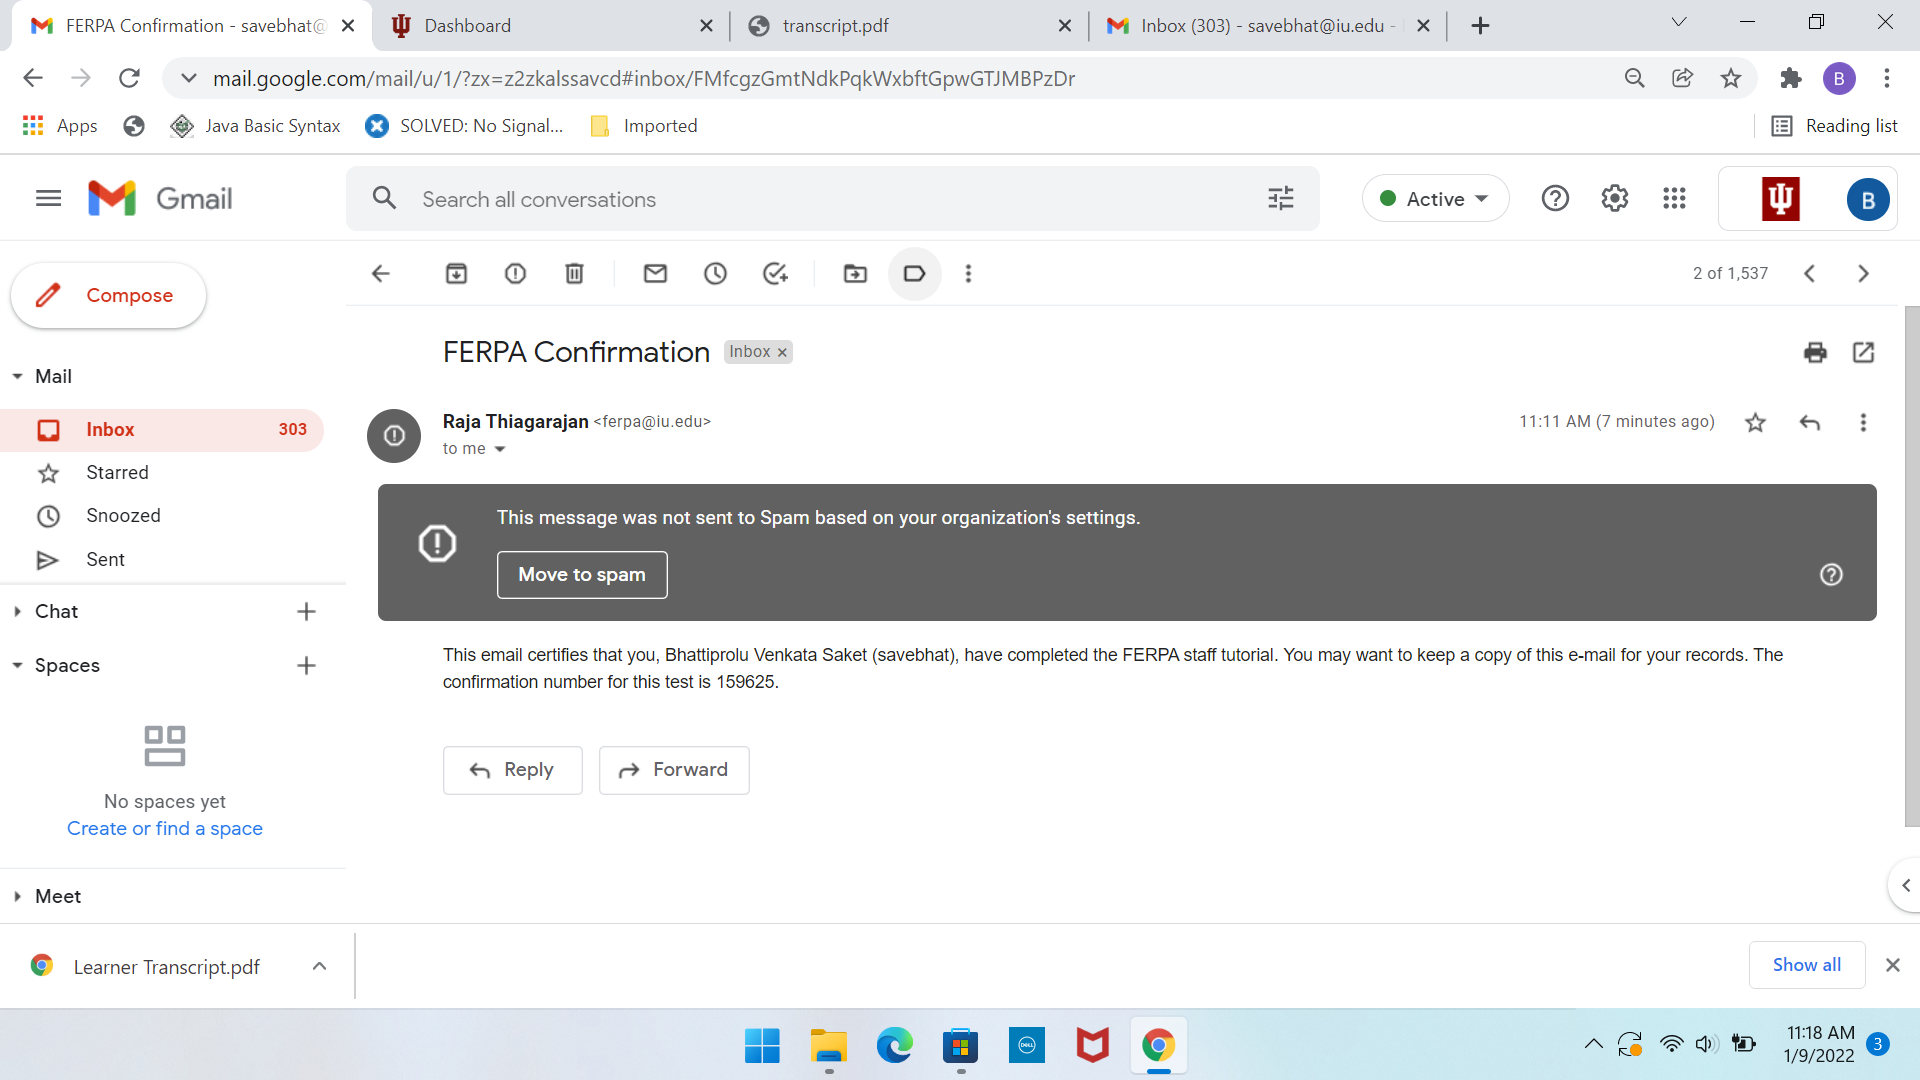 FERPA Confirmation - savebhat@
Dashboard
transcript.pdf
Inbox (303) - savebhat@iu.edu -
mail.google.com/mail/u/1/?zx=z2zkalssavcd#inbox/FMfcgzGmtNdkPqkWxbftGpwGTJMBPzDr
B
Apps
Java Basic Syntax
SOLVED: No Signal...
Imported
Reading list
Gmail
Search all conversations
Active
B
Compose
2 of 1,537
FERPA Confirmation
Inbox ×
Mail
Inbox 303
Starred
Snoozed
Sent
Chat
Spaces
No spaces yet
Create or find a space
Meet
Raja Thiagarajan <ferpa@iu.edu>
11:11 AM (7 minutes ago)
to me
This message was not sent to Spam based on your organization's settings.
Move to spam
This email certifies that you, Bhattiprolu Venkata Saket (savebhat), have completed the FERPA staff tutorial. You may want to keep a copy of this e-mail for your records. The
confirmation number for this test is 159625.
Reply
Forward
Learner Transcript.pdf
Show all
DELL
11:18 AM
1/9/2022
3